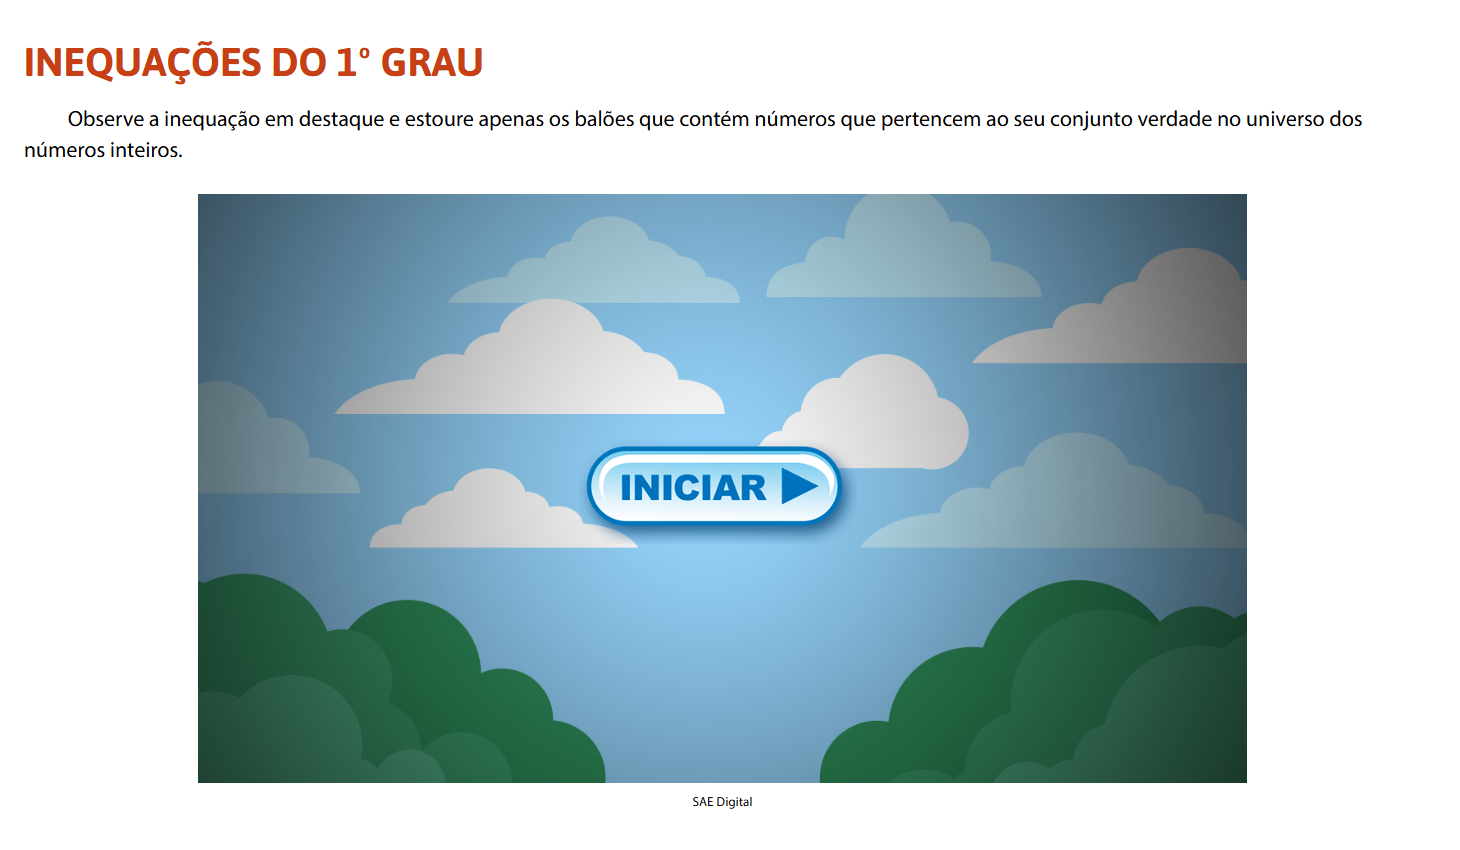 INEQUAÇÕES DO 1º GRAU
Observe a inequação em destaque e estoure apenas os balões que contém números que pertencem ao seu conjunto verdade no universo dos
números inteiros.
INICIAR
SAE Digital